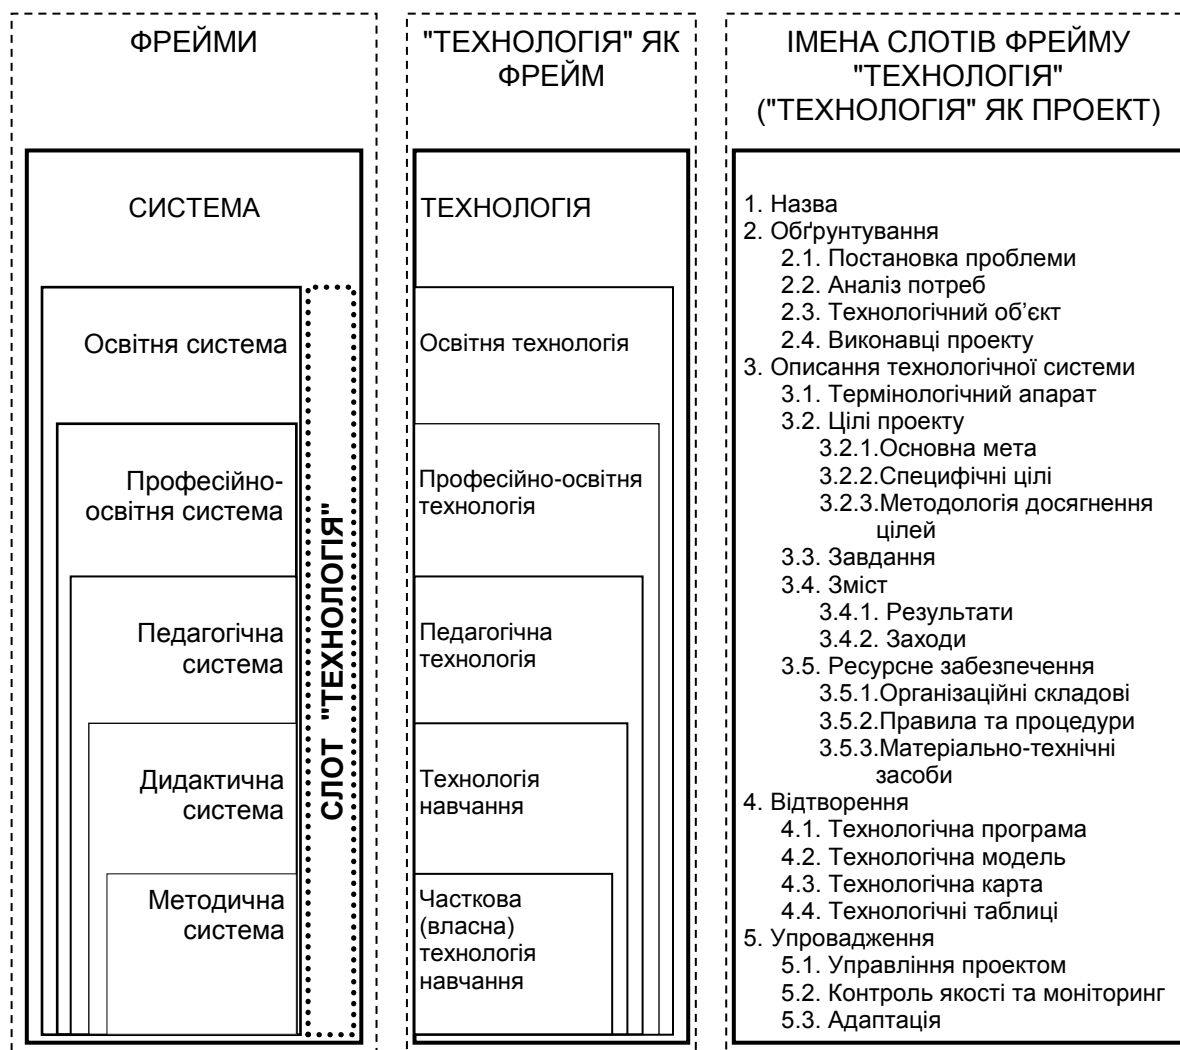 ФРЕЙМИ
СИСТЕМА
Освітня система
Професійно-
освітня система
Педагогічна
система
Дидактична
система
Методична
система
СЛОТ "ТЕХНОЛОГІЯ"
"ТЕХНОЛОГІЯ" ЯК
ФРЕЙМ
ТЕХНОЛОГІЯ
Освітня технологія
Професійно-освітня
технологія
Педагогічна
технологія
Технологія
навчання
Часткова
(власна)
технологія
навчання
ІМЕНА СЛОТІВ ФРЕЙМУ
"ТЕХНОЛОГІЯ"
("ТЕХНОЛОГІЯ" ЯК ПРОЕКТ)
1. Назва
2. Обґрунтування
2.1. Постановка проблеми
2.2. Аналіз потреб
2.3. Технологічний об’єкт
2.4. Виконавці проекту
3. Описання технологічної системи
3.1. Термінологічний апарат
3.2. Цілі проекту
3.2.1.Основна мета
3.2.2.Специфічні цілі
3.2.3.Методологія досягнення
цілей
3.3. Завдання
3.4. Зміст
3.4.1. Результати
3.4.2. Заходи
3.5. Ресурсне забезпечення
3.5.1.Організаційні складові
3.5.2.Правила та процедури
3.5.3.Матеріально-технічні
засоби
4. Відтворення
4.1. Технологічна програма
4.2. Технологічна модель
4.3. Технологічна карта
4.4. Технологічні таблиці
5. Упровадження
5.1. Управління проектом
5.2. Контроль якості та моніторинг
5.3. Адаптація